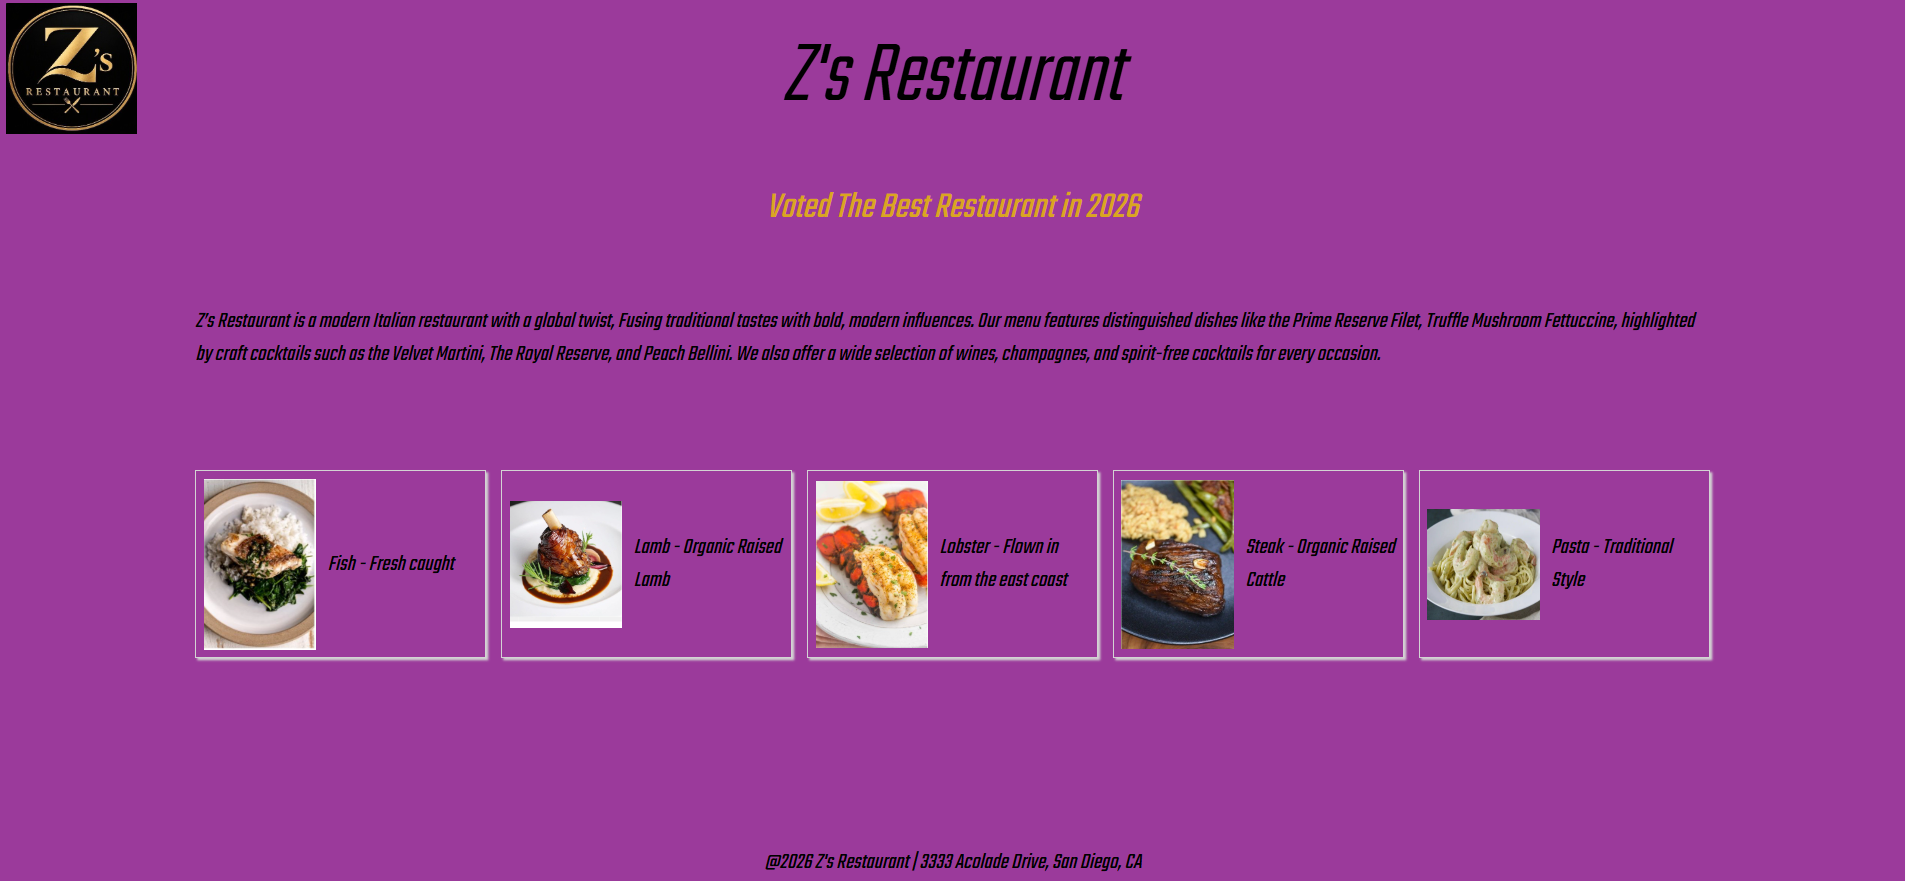 Z's
RESTAURANT
Z's Restaurant
Voted The Best Restaurant in 2026
Z's Restaurant is a modern Italian restaurant with a global twist, Fusing traditional tastes with bold, modern influences. Our menu features distinguished dishes like the Prime Reserve Filet, Truffle Mushroom Fettuccine, highlighted
by craft cocktails such as the Velvet Martini, The Royal Reserve, and Peach Bellini. We also offer a wide selection of wines, champagnes, and spirit-free cocktails for every occasion.
Fish - Fresh caught
Lamb - Organic Raised
Lamb
Lobster - Flown in
from the east coast
Steak - Organic Raised
Cattle
Pasta - Traditional
Style
@2026 Z's Restaurant | 3333 Acolade Drive, San Diego, CA